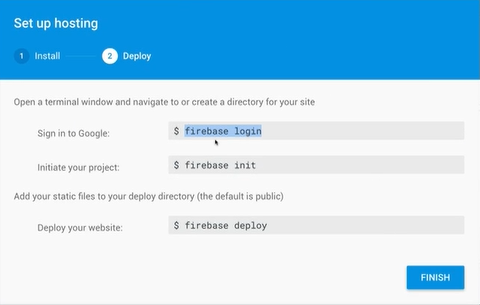 Set up hosting
1 Install 2 Deploy
Open a terminal window and navigate to or create a directory for your site
Sign in to Google: $ firebase login
Initiate your project: $ firebase init
Add your static files to your deploy directory (the default is public)
Deploy your website: $ firebase deploy
FINISH